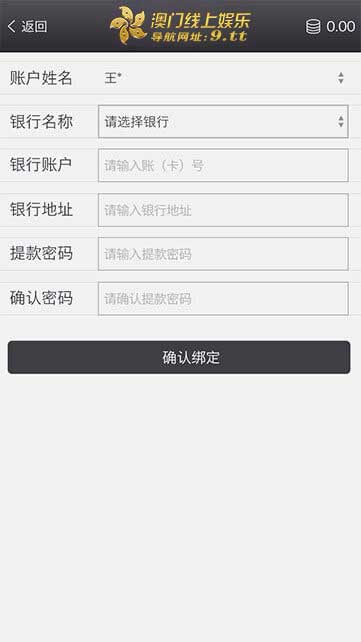 返回
澳门线上娱乐
导航网址:9.tt
0.00
账户姓名 王*
银行名称 请选择银行
银行账户 请输入账（卡）号
银行地址 请输入银行地址
提款密码 请输入提款密码
确认密码 请确认提款密码
确认绑定